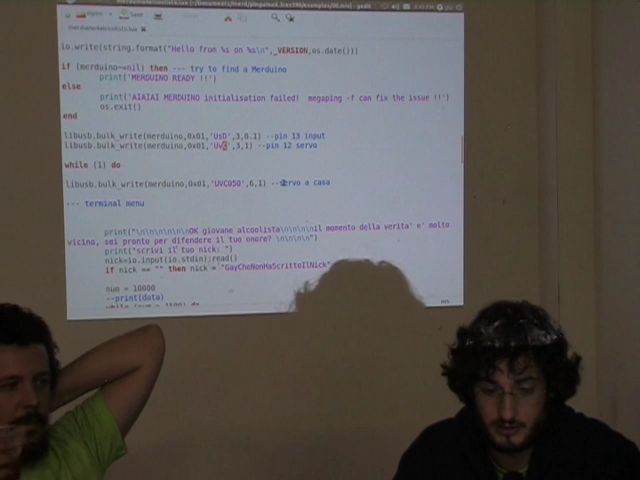 Open
Save
io.write(string.format("Hello from %s on %s\n",_VERSION,os.date()))
if (merduino~=nil) then --- try to find a Merduino
print('MERDUINO READY !!')
else
print('AIAIAI MERDUINO initialisation failed!  megaping -f can fix the issue !!')
os.exit()
end
libusb.bulk_write(merduino,0x01,'UsD',3,0.1) --pin 13 input
libusb.bulk_write(merduino,0x01,'Uv ',3,1) --pin 12 servo
while (1) do
libusb.bulk_write(merduino,0x01,'UVC050',6,1) --servo a casa
--- terminal menu
print("\n\n\n\n\n\nOK giovane alcoolista\n\n\n\n\nil momento della verita' e' molto
vicino, sei pronto per difendere il tuo onore? \n\n\n\n")
print("scrivi il tuo nick: ")
nick=io.input(io.stdin):read()
if nick == "" then nick = "GayCheNonHaScrittoIlNick"
num = 10000
--print(data)